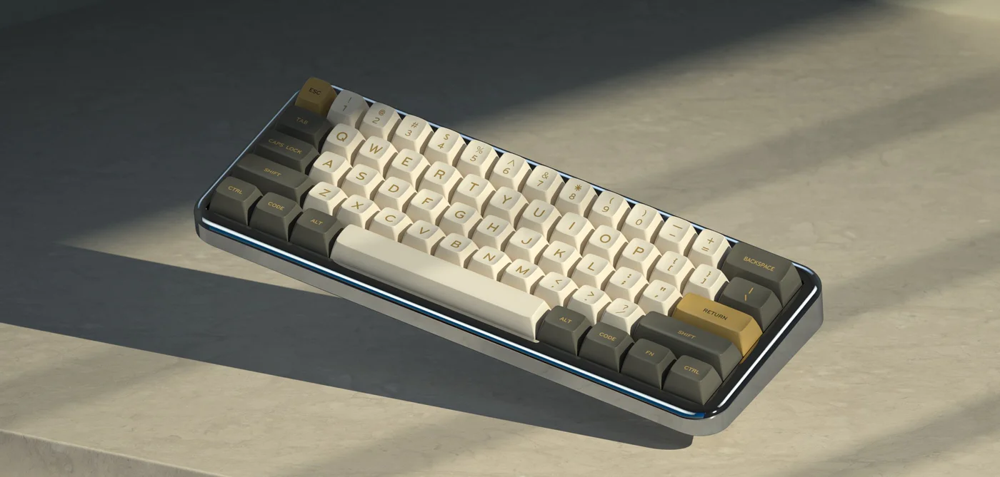 ESC ! 1 @ 2 # 3 $ 4 % 5 ^ 6 & 7 * 8 ( 9 ) 0 _ - + = BACKSPACE
TAB Q W E R T Y U I O P { [ } ] | \
CAPS LOCK A S D F G H J K L : ; " ' RETURN
SHIFT Z X C V B N M < , > . ? / SHIFT
CTRL CODE ALT ALT CODE FN CTRL